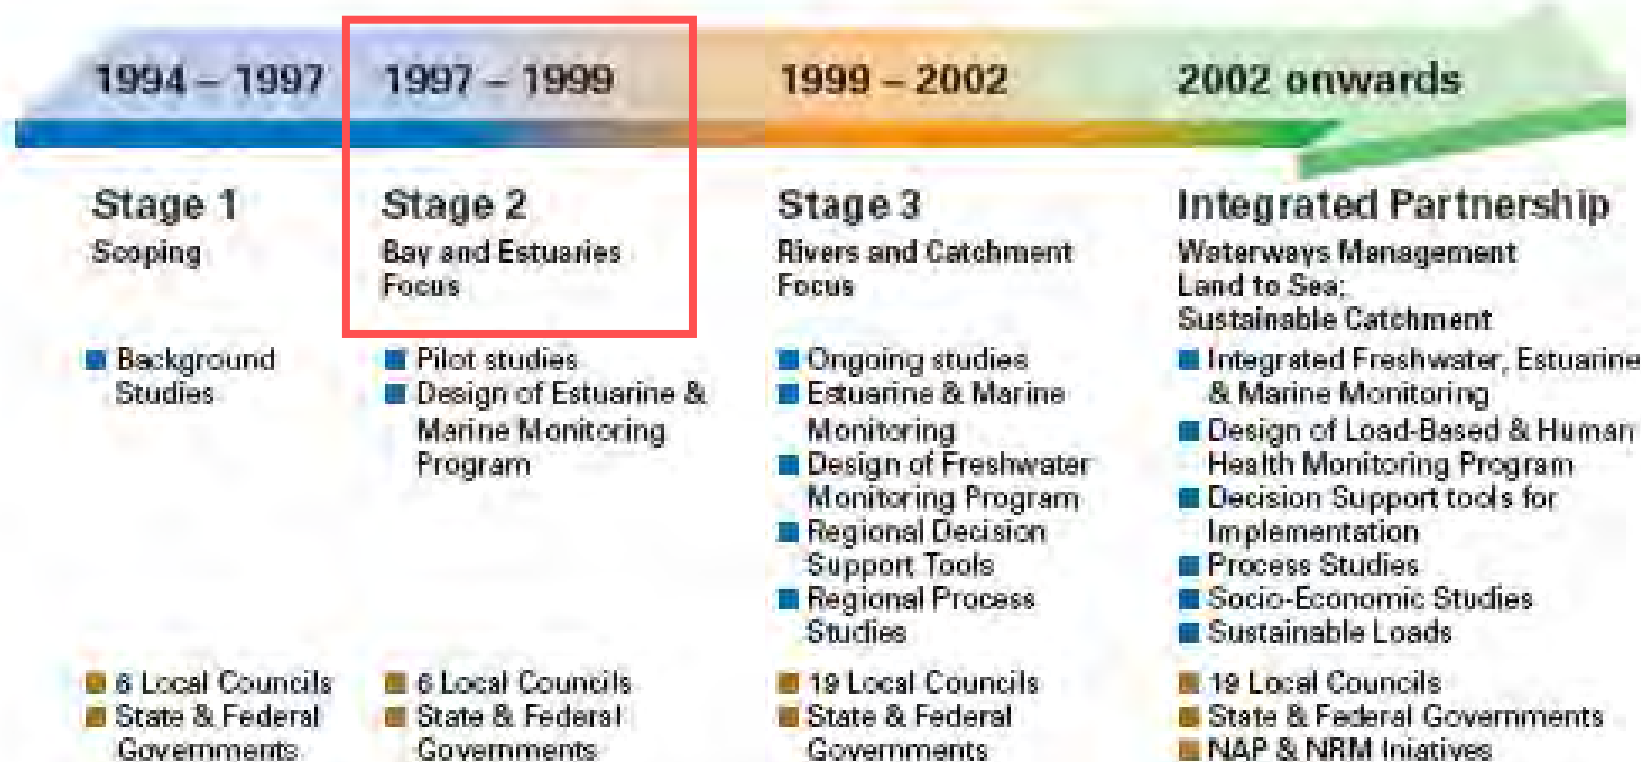 1994 – 1997
1997 – 1999
1999 – 2002
2002 onwards
Stage 1
Scoping
Background
Studies
6 Local Councils
State & Federal
Governments
Stage 2
Bay and Estuaries
Focus
Pilot studies
Design of Estuarine &
Marine Monitoring
Program
6 Local Councils
State & Federal
Governments
Stage 3
Rivers and Catchment
Focus
Ongoing studies
Estuarine & Marine
Monitoring
Design of Freshwater
Monitoring Program
Regional Decision
Support Tools
Regional Process
Studies
19 Local Councils
State & Federal
Governments
Integrated Partnership
Waterways Management
Land to Sea;
Sustainable Catchment
Integrated Freshwater, Estuarine
& Marine Monitoring
Design of Load-Based & Human
Health Monitoring Program
Decision Support tools for
Implementation
Process Studies
Socio-Economic Studies
Sustainable Loads
19 Local Councils
State & Federal Governments
NAP & NRM Iniatives